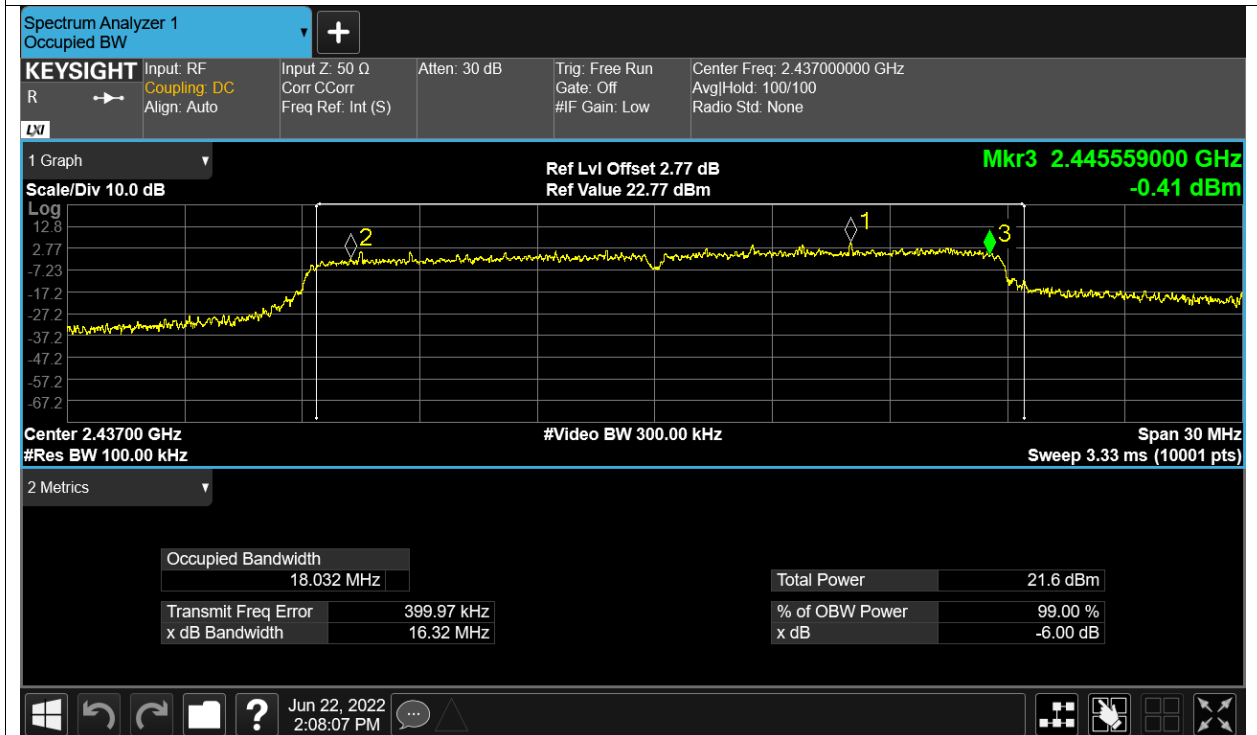 Spectrum Analyzer 1
Occupied BW
+
KEYSIGHT
R
LXI
Input: RF
Coupling: DC
Align: Auto
Input Z: 50 Ω
Corr CCorr
Freq Ref: Int (S)
Atten: 30 dB
Trig: Free Run
Gate: Off
#IF Gain: Low
Center Freq: 2.437000000 GHz
Avg|Hold: 100/100
Radio Std: None
1 Graph
Scale/Div 10.0 dB
Ref Lvl Offset 2.77 dB
Ref Value 22.77 dBm
Mkr3 2.445559000 GHz
-0.41 dBm
Log
12.8
2.77
-7.23
-17.2
-27.2
-37.2
-47.2
-57.2
-67.2
2
1
3
Center 2.43700 GHz
#Res BW 100.00 kHz
#Video BW 300.00 kHz
Span 30 MHz
Sweep 3.33 ms (10001 pts)
2 Metrics
Occupied Bandwidth
18.032 MHz
Transmit Freq Error 399.97 kHz
x dB Bandwidth 16.32 MHz
Total Power 21.6 dBm
% of OBW Power 99.00 %
x dB -6.00 dB
?
Jun 22, 2022
2:08:07 PM